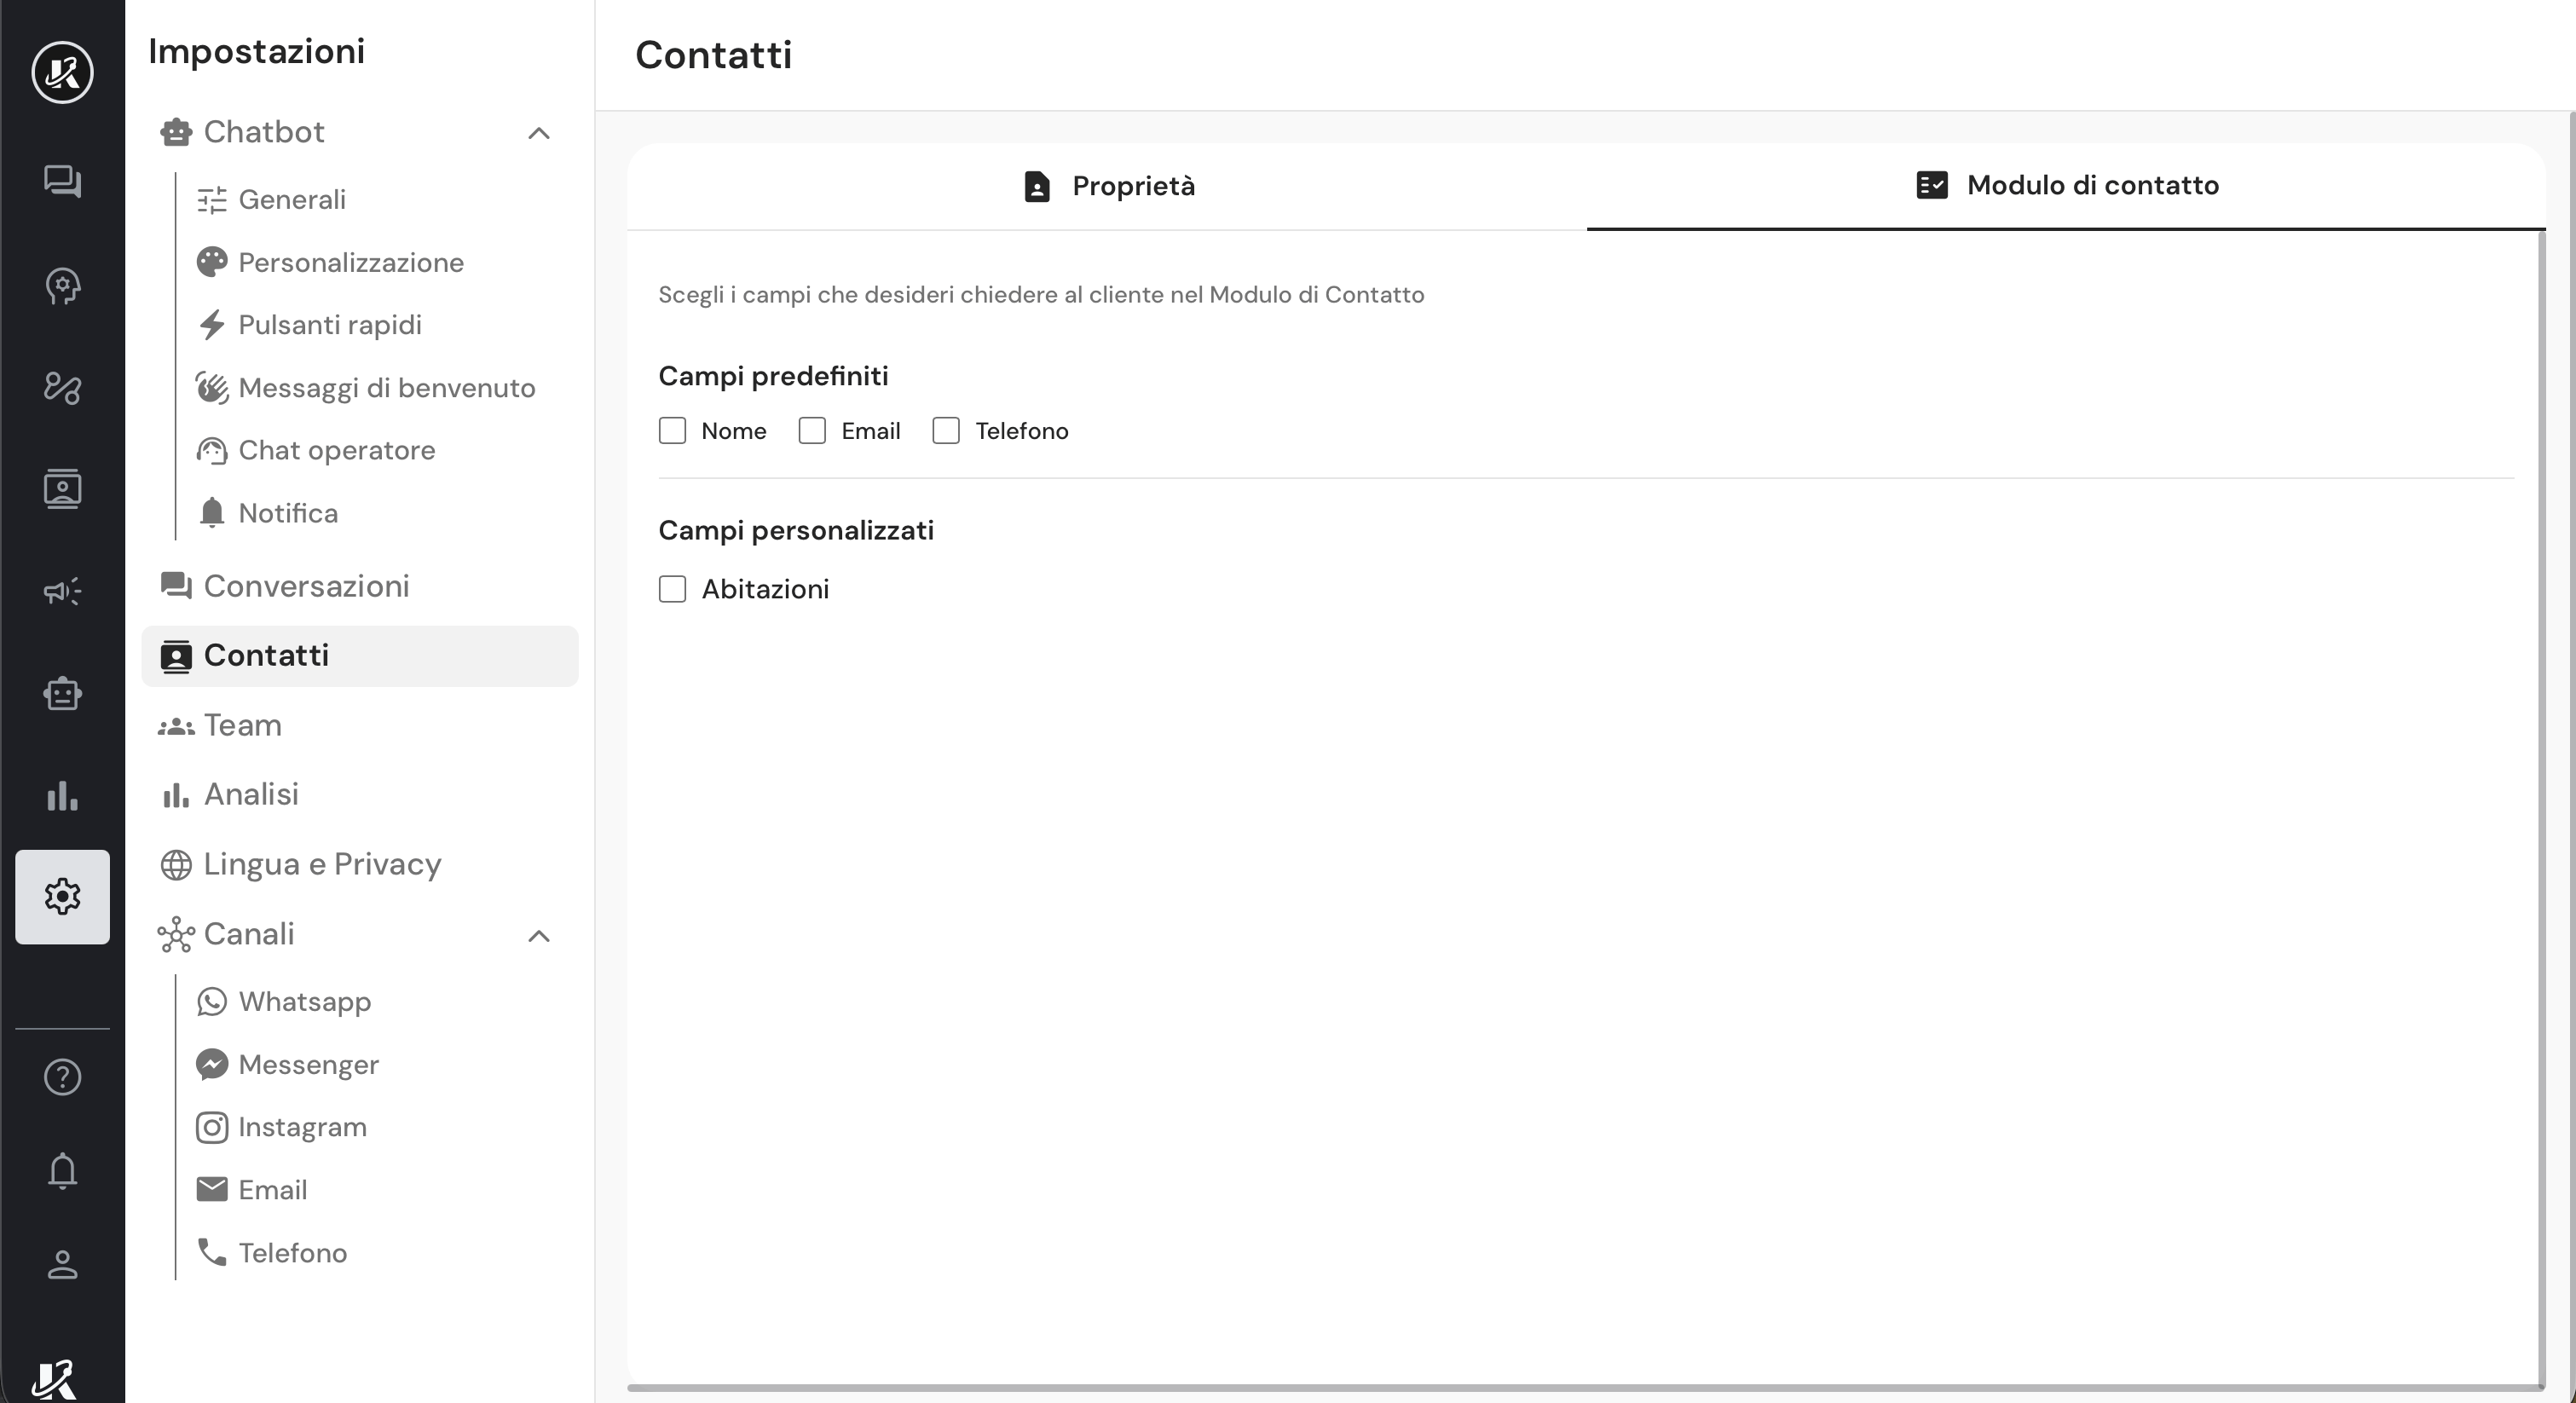 Impostazioni
Chatbot
Generali
Personalizzazione
Pulsanti rapidi
Messaggi di benvenuto
Chat operatore
Notifica
Conversazioni
Contatti
Team
Analisi
Lingua e Privacy
Canali
Whatsapp
Messenger
Instagram
Email
Telefono
Contatti
Proprietà
Modulo di contatto
Scegli i campi che desideri chiedere al cliente nel Modulo di Contatto
Campi predefiniti
Nome Email Telefono
Campi personalizzati
Abitazioni